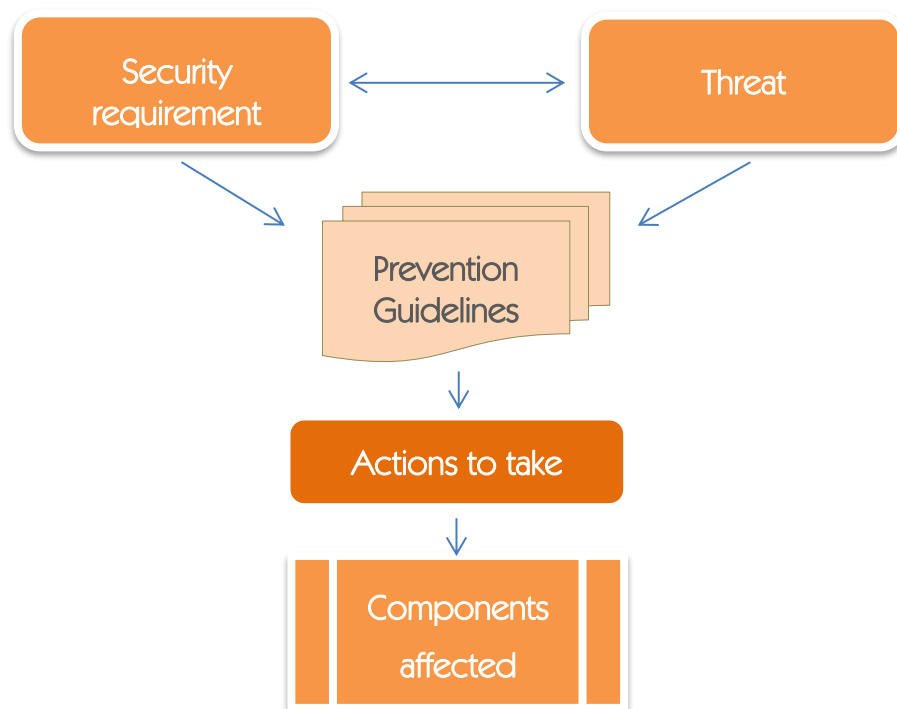 Security
requirement
Threat
Prevention
Guidelines
Actions to take
Components
affected